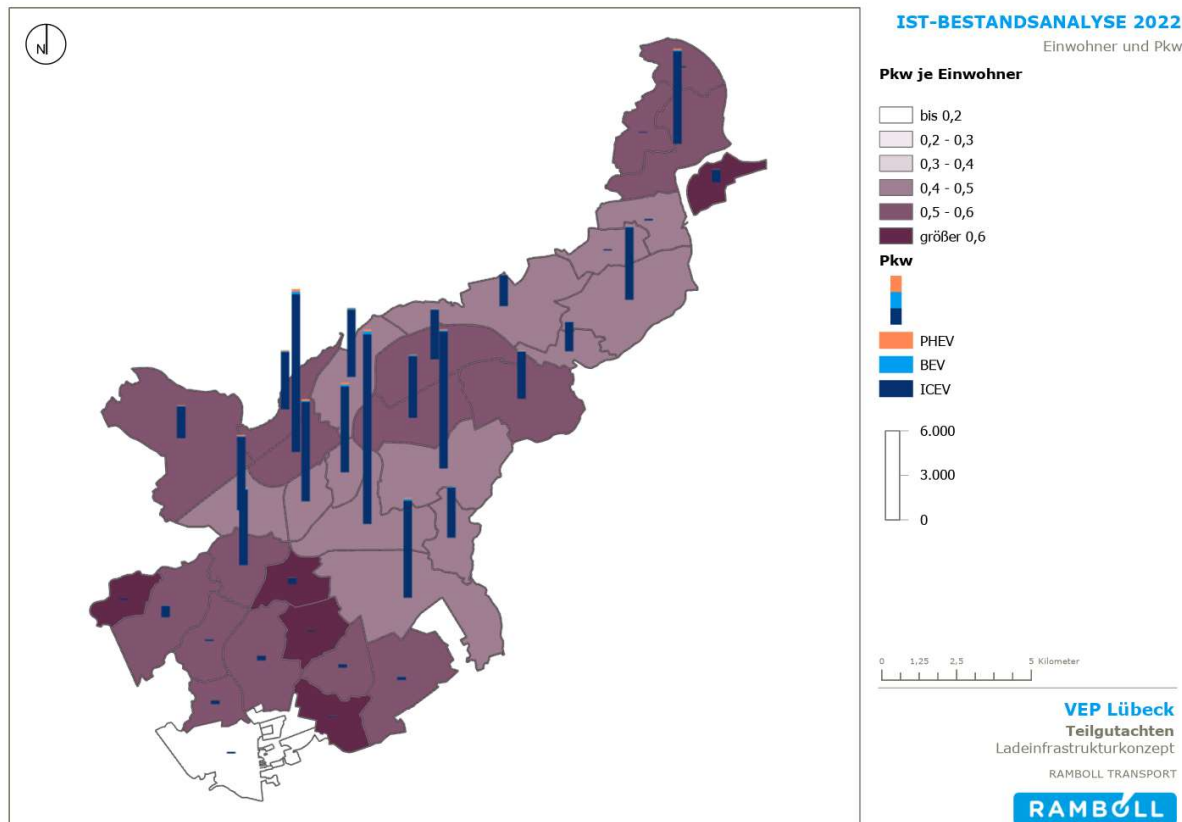 N
IST-BESTANDSANALYSE 2022
Einwohner und Pkw
Pkw je Einwohner
bis 0,2
0,2 - 0,3
0,3 - 0,4
0,4 - 0,5
0,5 - 0,6
größer 0,6
Pkw
PHEV
BEV
ICEV
6.000
3.000
0
0 1,25 2,5 5 Kilometer
VEP Lübeck
Teilgutachten
Ladeinfrastrukturkonzept
RAMBOLL TRANSPORT
RAMBOLL